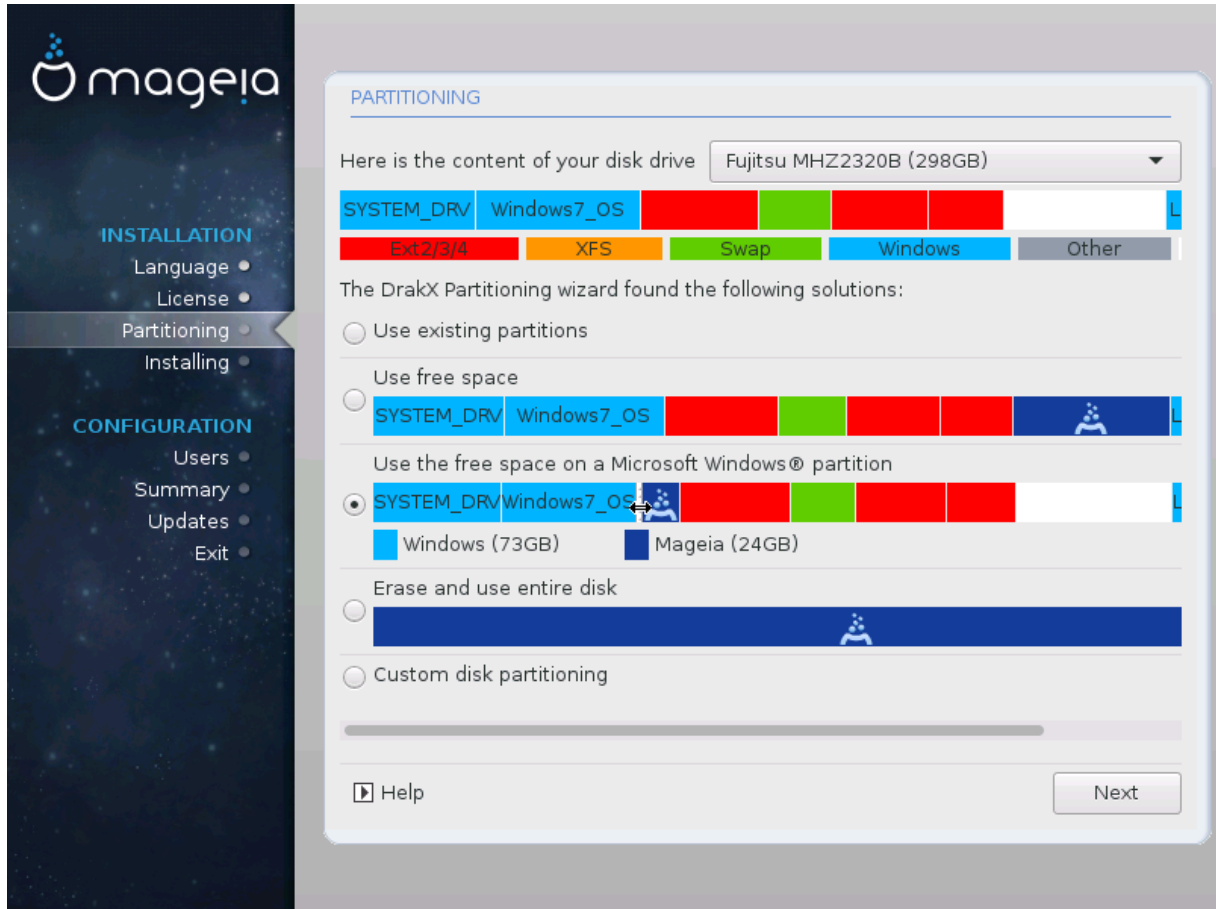 mageia
INSTALLATION
Language
License
Partitioning
Installing
CONFIGURATION
Users
Summary
Updates
Exit
PARTITIONING
Here is the content of your disk drive Fujitsu MHZ2320B (298GB)
SYSTEM_DRV Windows7_OS L
Ext2/3/4 XFS Swap Windows Other
The DrakX Partitioning wizard found the following solutions:
Use existing partitions
Use free space
SYSTEM_DRV Windows7_OS L
Use the free space on a Microsoft Windows® partition
SYSTEM_DRV Windows7_OS L
Windows (73GB) Mageia (24GB)
Erase and use entire disk
Custom disk partitioning
Help Next